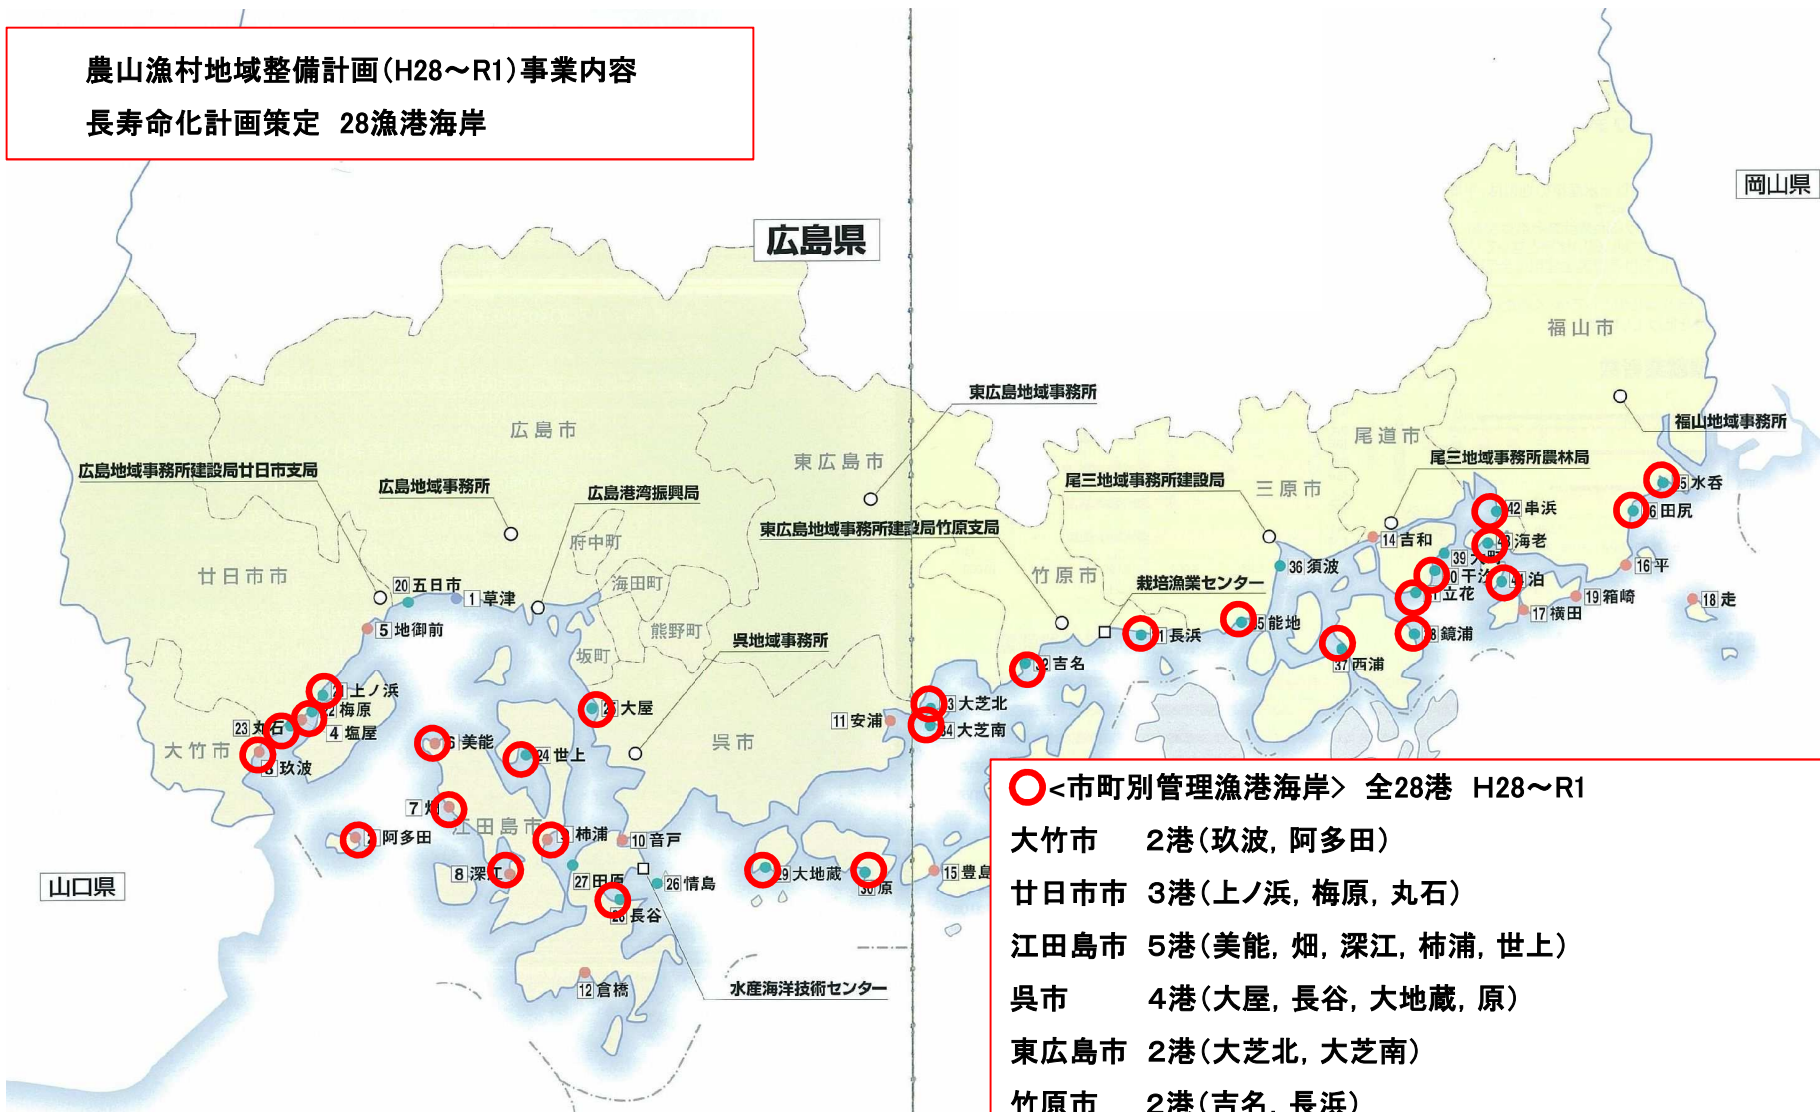 農山漁村地域整備計画(H28～R1)事業内容
長寿命化計画策定 28漁港海岸
岡山県
広島県
福山市
東広島地域事務所
福山地域事務所
広島市
尾道市
東広島市
尾三地域事務所農林局
広島地域事務所建設局廿日市支局
広島地域事務所
広島港湾振興局
尾三地域事務所建設局
三原市
水呑
42 串浜
田尻
東広島地域事務所建設局竹原支局
府中町
14 吉和
海老
39
36 須波
16 平
廿日市市
20 五日市
海田町
竹原市
栽培漁業センター
泊
1 草津
立花
19 箱崎
18 走
17 横田
5 地御前
熊野町
呉地域事務所
長浜
能地
鏡浦
坂町
吉名
37 西浦
上ノ浜
梅原
大屋
大芝北
23 丸石
4 塩屋
11 安浦
大芝南
大竹市
美能
呉市
24 世上
玖波
7 畑
江田島市
阿多田
柿浦
10 音戸
8 深江
27 田原
26 情島
29 大地蔵
原
15 豊島
山口県
長谷
12 倉橋
水産海洋技術センター
<市町別管理漁港海岸> 全28港 H28～R1
大竹市 2港(玖波, 阿多田)
廿日市市 3港(上ノ浜, 梅原, 丸石)
江田島市 5港(美能, 畑, 深江, 柿浦, 世上)
呉市 4港(大屋, 長谷, 大地蔵, 原)
東広島市 2港(大芝北, 大芝南)
竹原市 2港(吉名, 長浜)